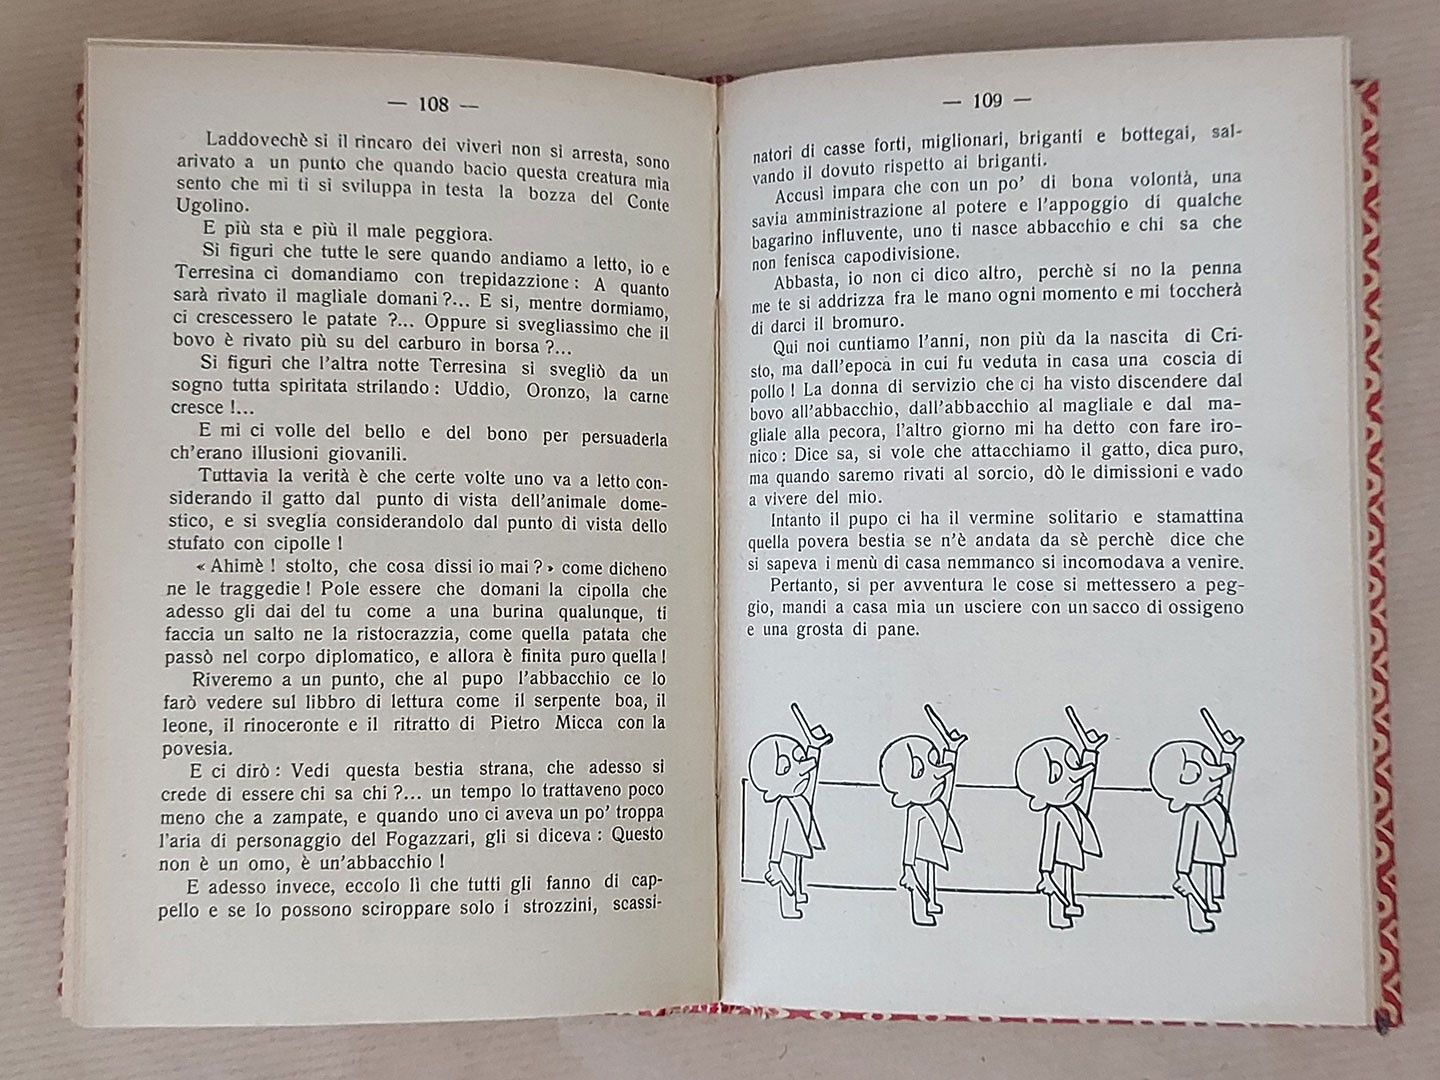 — 108 —
Laddovechè si il rincaro dei viveri non si arresta, sono
arivato a un punto che quando bacio questa creatura mia
sento che mi ti si sviluppa in testa la bozza del Conte
Ugolino.
E più sta e più il male peggiora.
Si figuri che tutte le sere quando andiamo a letto, io e
Terresina ci domandiamo con trepidazzione : A quanto
sarà rivato il magliale domani ?... E si, mentre dormiamo,
ci crescessero le patate ?... Oppure si svegliassimo che il
bovo è rivato più su del carburo in borsa ?...
Si figuri che l'altra notte Terresina si svegliò da un
sogno tutta spiritata strilando : Uddio, Oronzo, la carne
cresce !...
E mi ci volle del bello e del bono per persuaderla
ch'erano illusioni giovanili.
Tuttavia la verità è che certe volte uno va a letto con-
siderando il gatto dal punto di vista dell'animale dome-
stico, e si sveglia considerandolo dal punto di vista dello
stufato con cipolle !
« Ahimè ! stolto, che cosa dissi io mai ? » come dicheno
ne le traggedie ! Pole essere che domani la cipolla che
adesso gli dai del tu come a una burina qualunque, ti
faccia un salto ne la ristocrazzia, come quella patata che
passò nel corpo diplomatico, e allora è finita puro quella !
Riveremo a un punto, che al pupo l'abbacchio ce lo
farò vedere sul libbro di lettura come il serpente boa, il
leone, il rinoceronte e il ritratto di Pietro Micca con la
povesia.
E ci dirò : Vedi questa bestia strana, che adesso si
crede di essere chi sa chi ?... un tempo lo trattaveno poco
meno che a zampate, e quando uno ci aveva un po' troppa
l'aria di personaggio del Fogazzari, gli si diceva : Questo
non è un omo, è un'abbacchio !
E adesso invece, eccolo lì che tutti gli fanno di cap-
pello e se lo possono sciroppare solo i strozzini, scassi-
— 109 —
natori di casse forti, miglionari, briganti e bottegai, sal-
vando il dovuto rispetto ai briganti.
Accusì impara che con un po' di bona volontà, una
savia amministrazione al potere e l'appoggio di qualche
bagarino influvente, uno ti nasce abbacchio e chi sa che
non fenisca capodivisione.
Abbasta, io non ci dico altro, perchè si no la penna
me te si addrizza fra le mano ogni momento e mi toccherà
di darci il bromuro.
Qui noi cuntiamo l'anni, non più da la nascita di Cri-
sto, ma dall'epoca in cui fu veduta in casa una coscia di
pollo ! La donna di servizio che ci ha visto discendere dal
bovo all'abbacchio, dall'abbacchio al magliale e dal ma-
gliale alla pecora, l'altro giorno mi ha detto con fare iro-
nico : Dice sa, si vole che attacchiamo il gatto, dica puro,
ma quando saremo rivati al sorcio, dò le dimissioni e vado
a vivere del mio.
Intanto il pupo ci ha il vermine solitario e stamattina
quella povera bestia se n'è andata da sè perchè dice che
si sapeva i menù di casa nemmanco si incomodava a venire.
Pertanto, si per avventura le cose si mettessero a peg-
gio, mandi a casa mia un usciere con un sacco di ossigeno
e una grosta di pane.